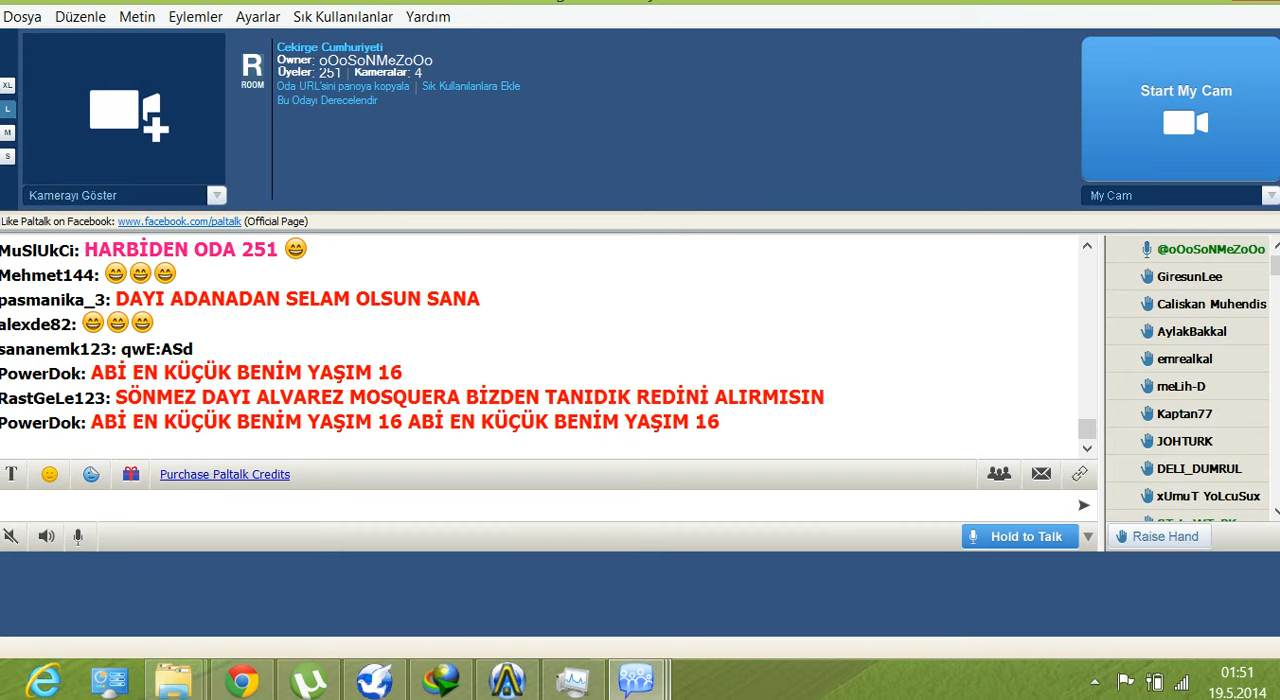 Dosya Düzenle Metin Eylemler Ayarlar Sık Kullanılanlar Yardım
XL
L
M
S
Kamerayı Göster
R
ROOM
Cekirge Cumhuriyeti
Owner: oOoSoNMeZoOo
Üyeler: 251 | Kameralar: 4
Oda URL'sini panoya kopyala | Sık Kullanılanlara Ekle
Bu Odayı Derecelendir
Start My Cam
My Cam
Like Paltalk on Facebook: www.facebook.com/paltalk (Official Page)
MuSlUkCi: HARBİDEN ODA 251 😄
Mehmet144: 😄😄😄
pasmanika_3: DAYI ADANADAN SELAM OLSUN SANA
alexde82: 😄😄😄
sananemk123: qwE:ASd
PowerDok: ABİ EN KÜÇÜK BENİM YAŞIM 16
RastGeLe123: SÖNMEZ DAYI ALVAREZ MOSQUERA BİZDEN TANIDIK REDİNİ ALIRMISIN
PowerDok: ABİ EN KÜÇÜK BENİM YAŞIM 16 ABİ EN KÜÇÜK BENİM YAŞIM 16
@oOoSoNMeZoOo
GiresunLee
Caliskan Muhendis
AylakBakkal
emrealkal
meLih-D
Kaptan77
JOHTURK
DELI_DUMRUL
xUmuT YoLcuSux
T
Purchase Paltalk Credits
Hold to Talk
Raise Hand
01:51
19.5.2014